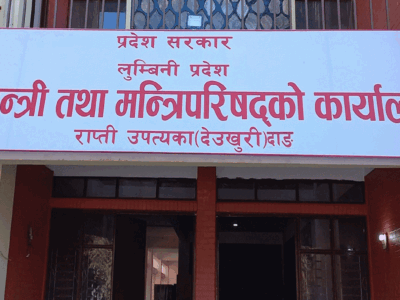 प्रदेश सरकार
लुम्बिनी प्रदेश
तथा मन्त्रिपरिषद्को
राप्ती उपत्यका(देउखुरी)दाङ